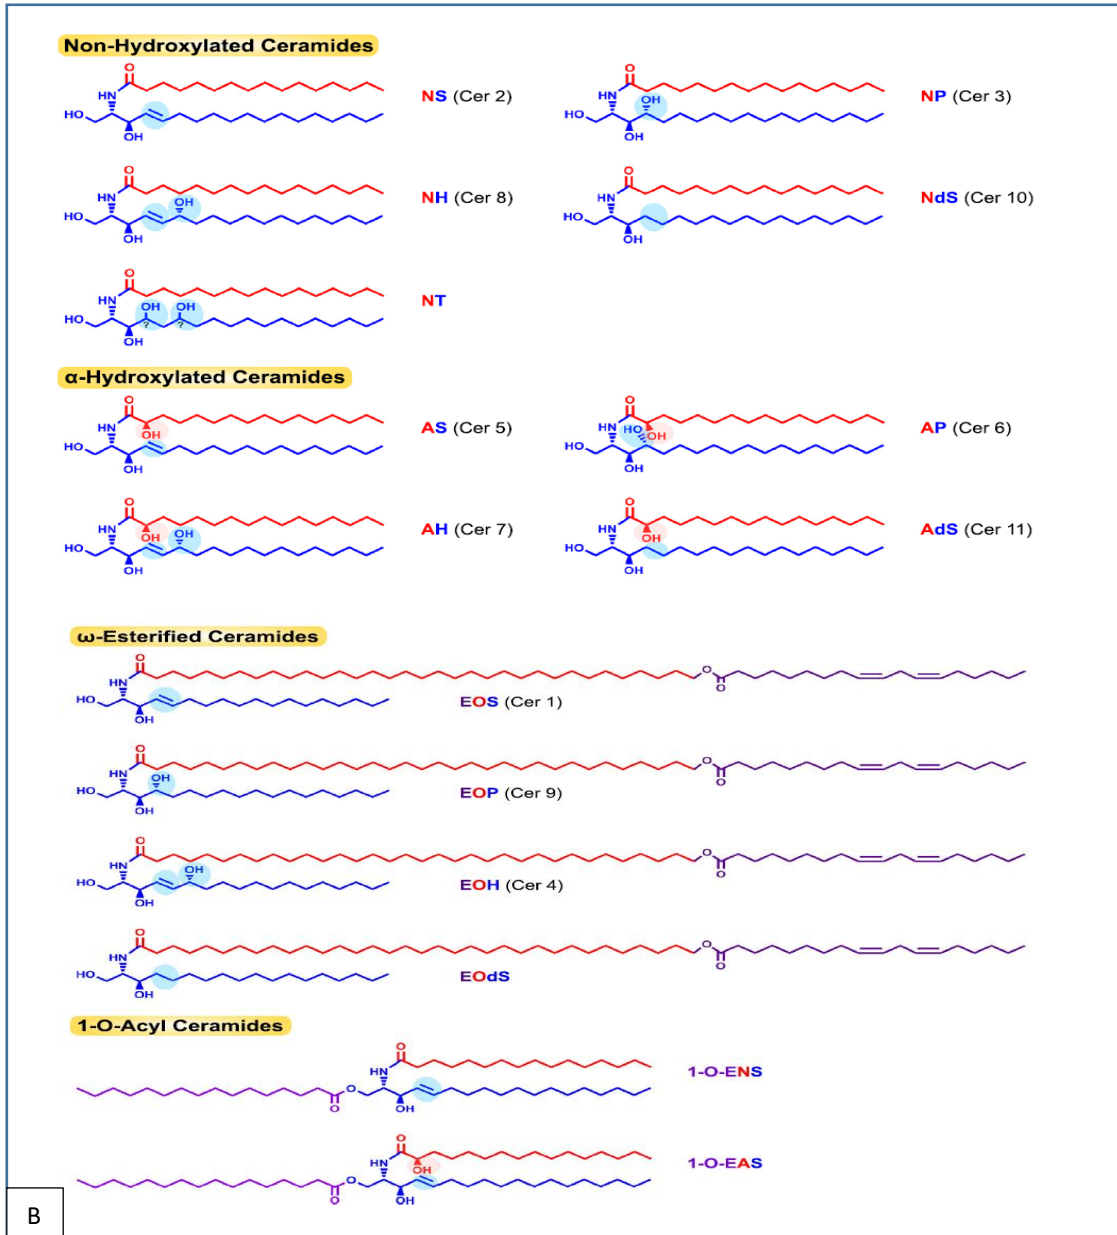 Non-Hydroxylated Ceramides
O
HN
HO
OH
NS (Cer 2)
O
HN
OH
HO
OH
NP (Cer 3)
O
HN
OH
HO
OH
NH (Cer 8)
O
HN
HO
OH
NdS (Cer 10)
O
HN
OH
OH
HO
?
?
OH
NT
α-Hydroxylated Ceramides
O
HN
OH
HO
OH
AS (Cer 5)
O
HN
HO
OH
HO
OH
AP (Cer 6)
O
HN
OH
OH
HO
OH
AH (Cer 7)
O
HN
OH
HO
OH
AdS (Cer 11)
ω-Esterified Ceramides
O
HN
O
O
HO
OH
EOS (Cer 1)
O
HN
O
O
OH
HO
OH
EOP (Cer 9)
O
HN
O
O
OH
HO
OH
EOH (Cer 4)
O
HN
O
O
HO
OH
EOdS
1-O-Acyl Ceramides
O
HN
O
O
OH
1-O-ENS
O
HN
OH
O
O
OH
1-O-EAS
B